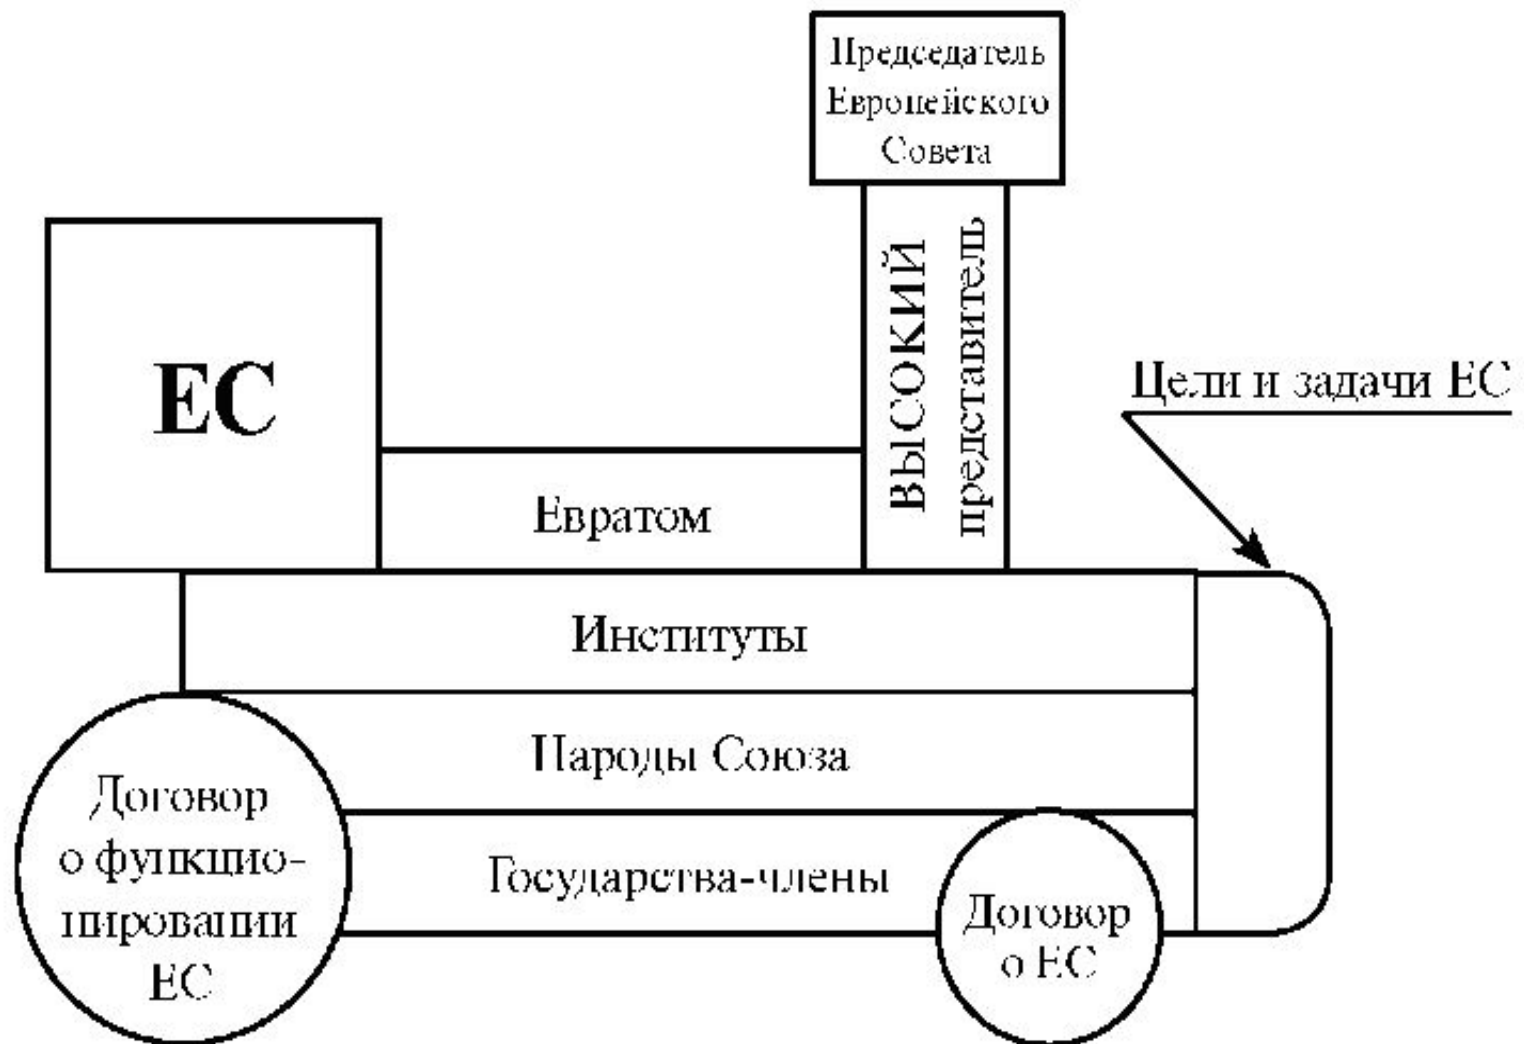 Председатель
Европейского
Совета
ЕС
ВЫСОКИЙ
представитель
Цели и задачи ЕС
Евратом
Институты
Народы Союза
Государства-члены
Договор
о функцио-
нировании
ЕС
Договор
о ЕС